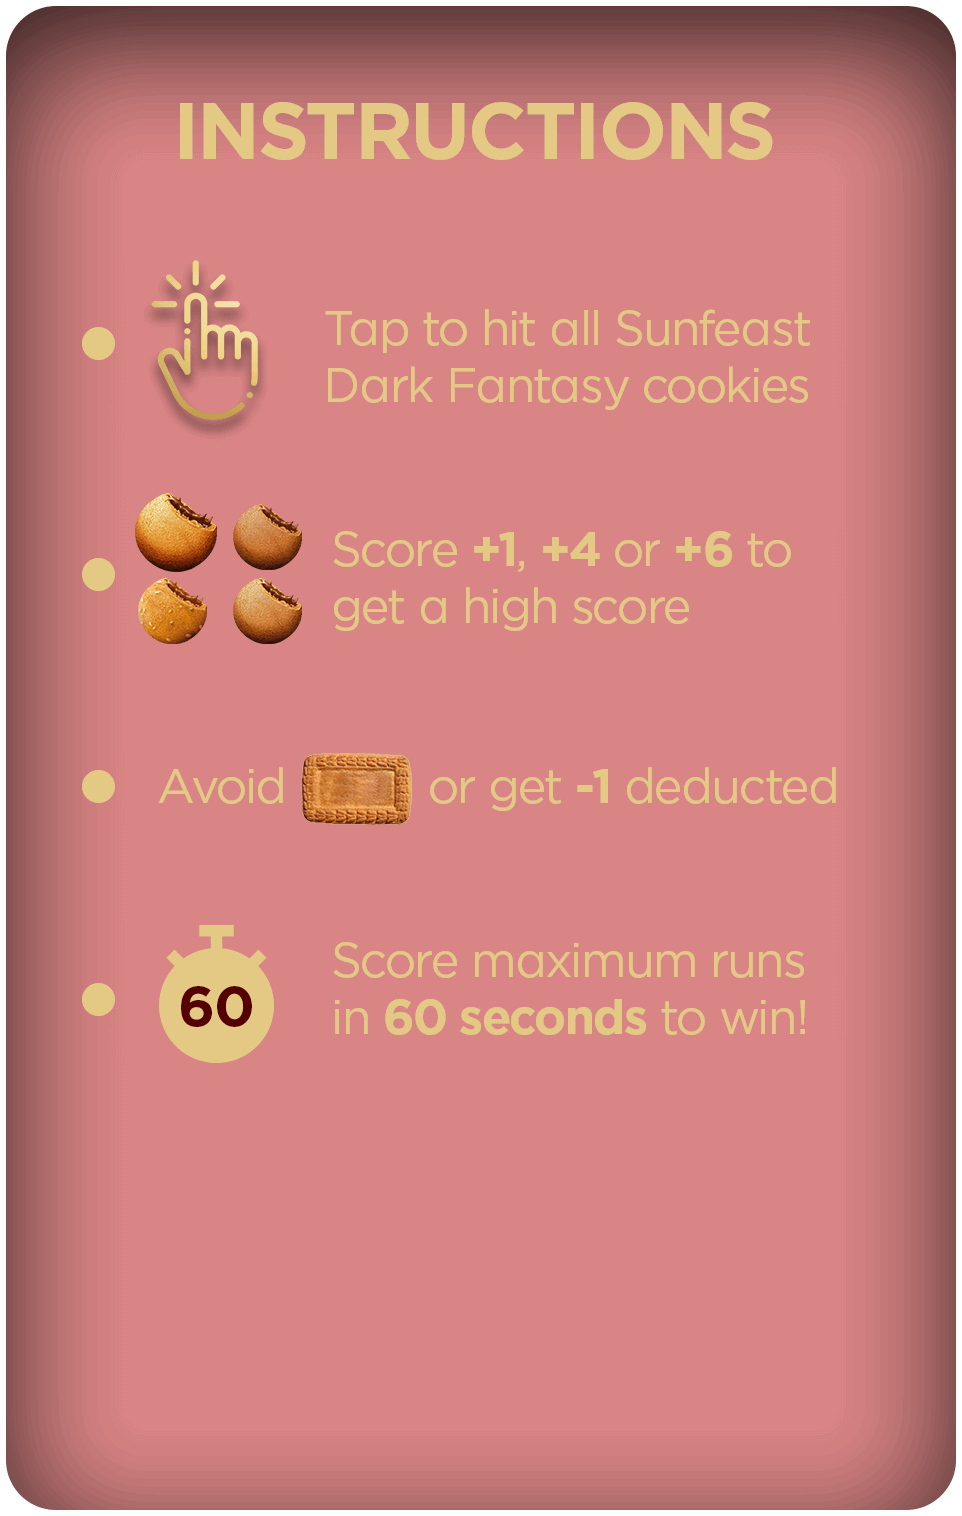 INSTRUCTIONS
Tap to hit all Sunfeast
Dark Fantasy cookies
Score +1, +4 or +6 to
get a high score
Avoid or get -1 deducted
Score maximum runs
60
in 60 seconds to win!